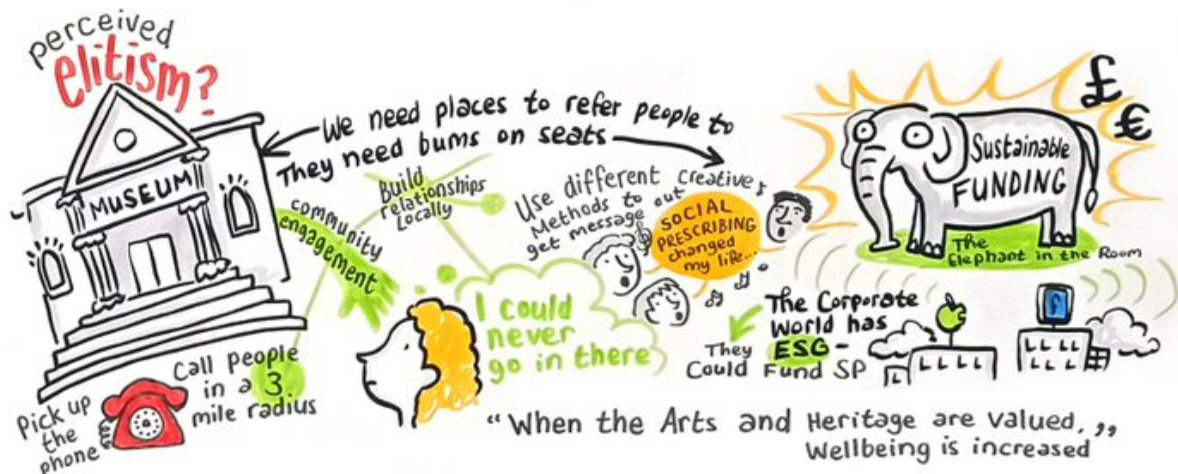 perceived
elitism?
MUSEUM
We need places to refer people to
They need bums on seats
community
engagement
Build
relationships
Locally
Use different creative
Methods to out
get message
SOCIAL
PRESCRIBING
changed
my life...
£
€
Sustainable
FUNDING
The
Elephant in the Room
I could
never
go in there
The Corporate
World has
ESG -
They
Could Fund SP
f
Pick up
the
phone
Call people
in a 3
mile radius
“When the Arts and Heritage are valued,
Wellbeing is increased”